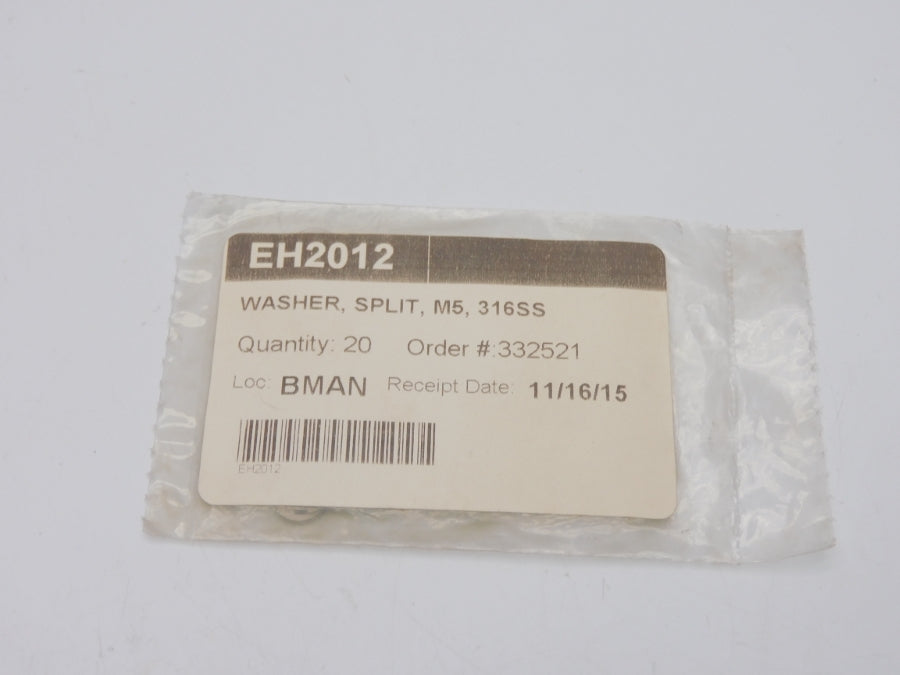 EH2012
WASHER, SPLIT, M5, 316SS
Quantity: 20 Order #:332521
Loc: BMAN Receipt Date: 11/16/15
EH2012